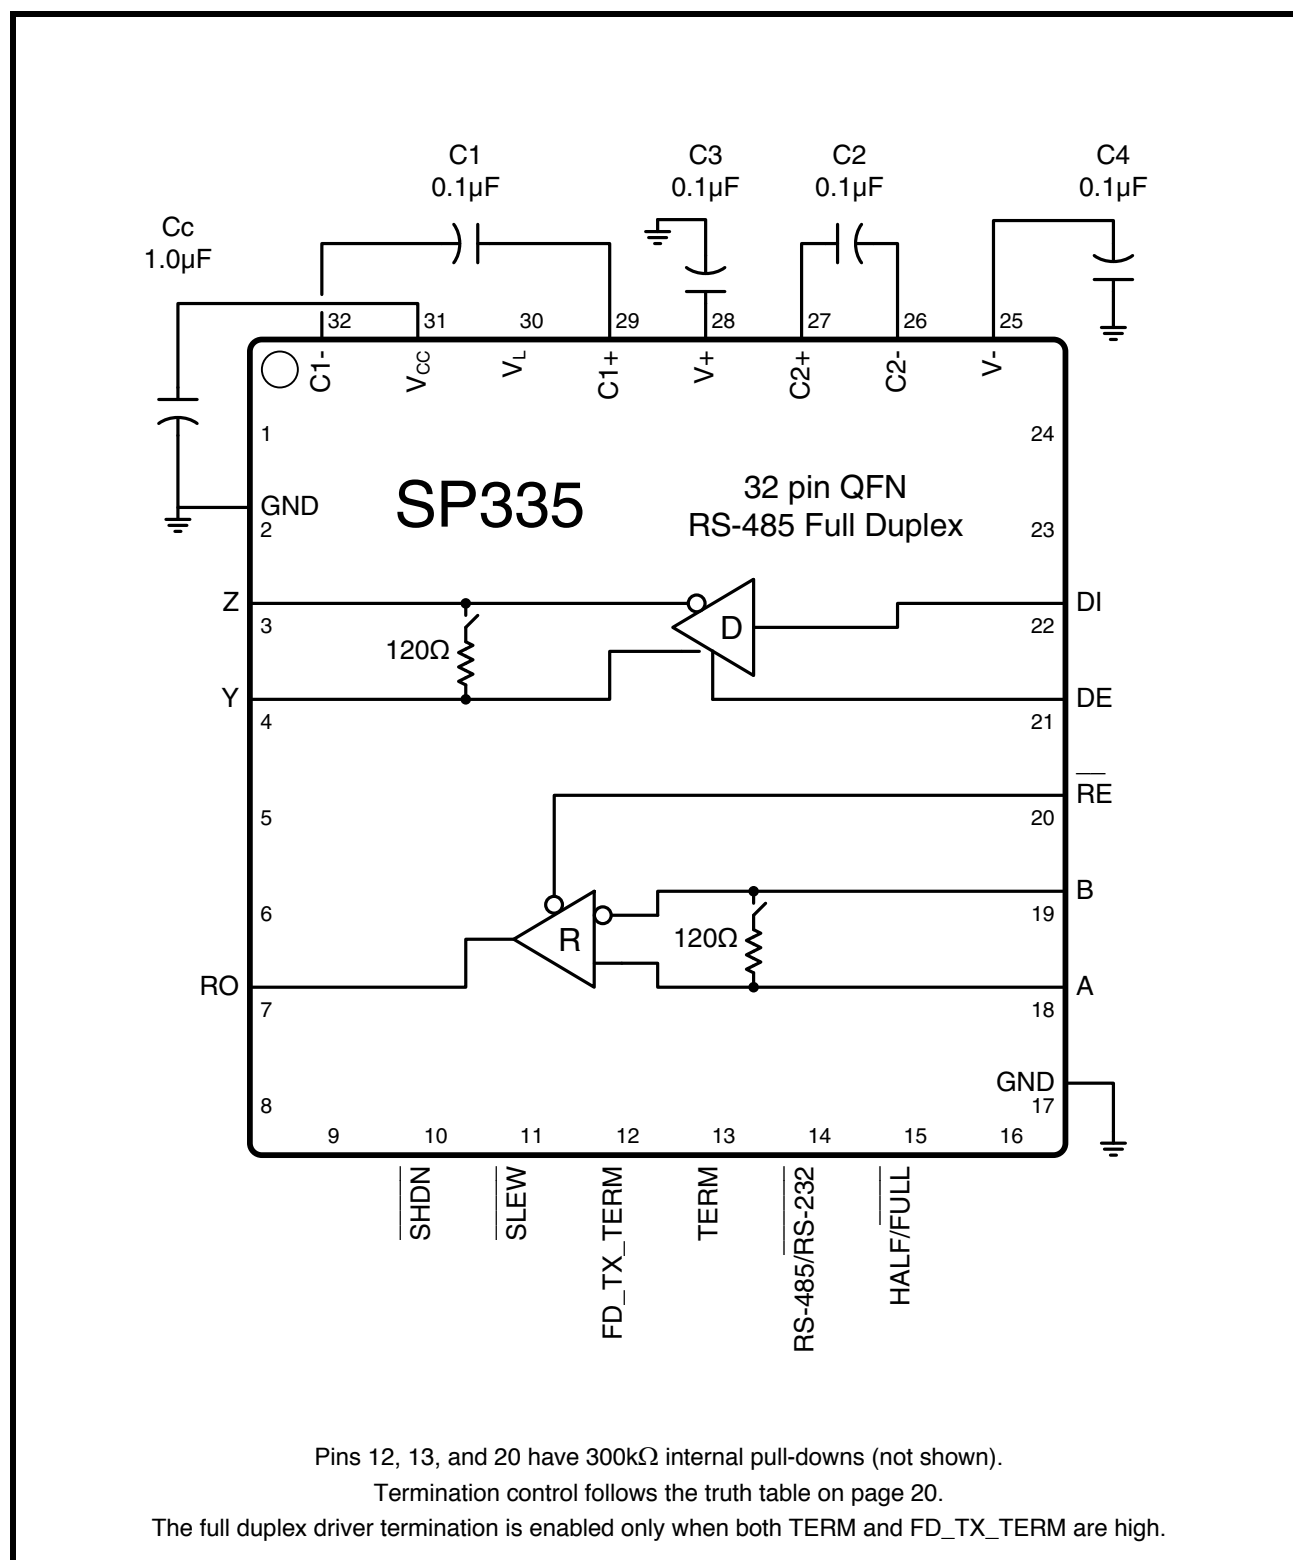 C1
0.1µF
C3
0.1µF
C2
0.1µF
C4
0.1µF
Cc
1.0µF
32
31
30
29
28
27
26
25
C1-
VCC
VL
C1+
V+
C2+
C2-
V-
1
24
SP335
32 pin QFN
RS-485 Full Duplex
GND
2
23
Z
3
DI
22
D
120Ω
Y
4
DE
21
RE
5
20
B
6
19
R
120Ω
RO
7
A
18
GND
8
17
9
10
11
12
13
14
15
16
SHDN
SLEW
FD_TX_TERM
TERM
RS-485/RS-232
HALF/FULL
Pins 12, 13, and 20 have 300kΩ internal pull-downs (not shown).
Termination control follows the truth table on page 20.
The full duplex driver termination is enabled only when both TERM and FD_TX_TERM are high.